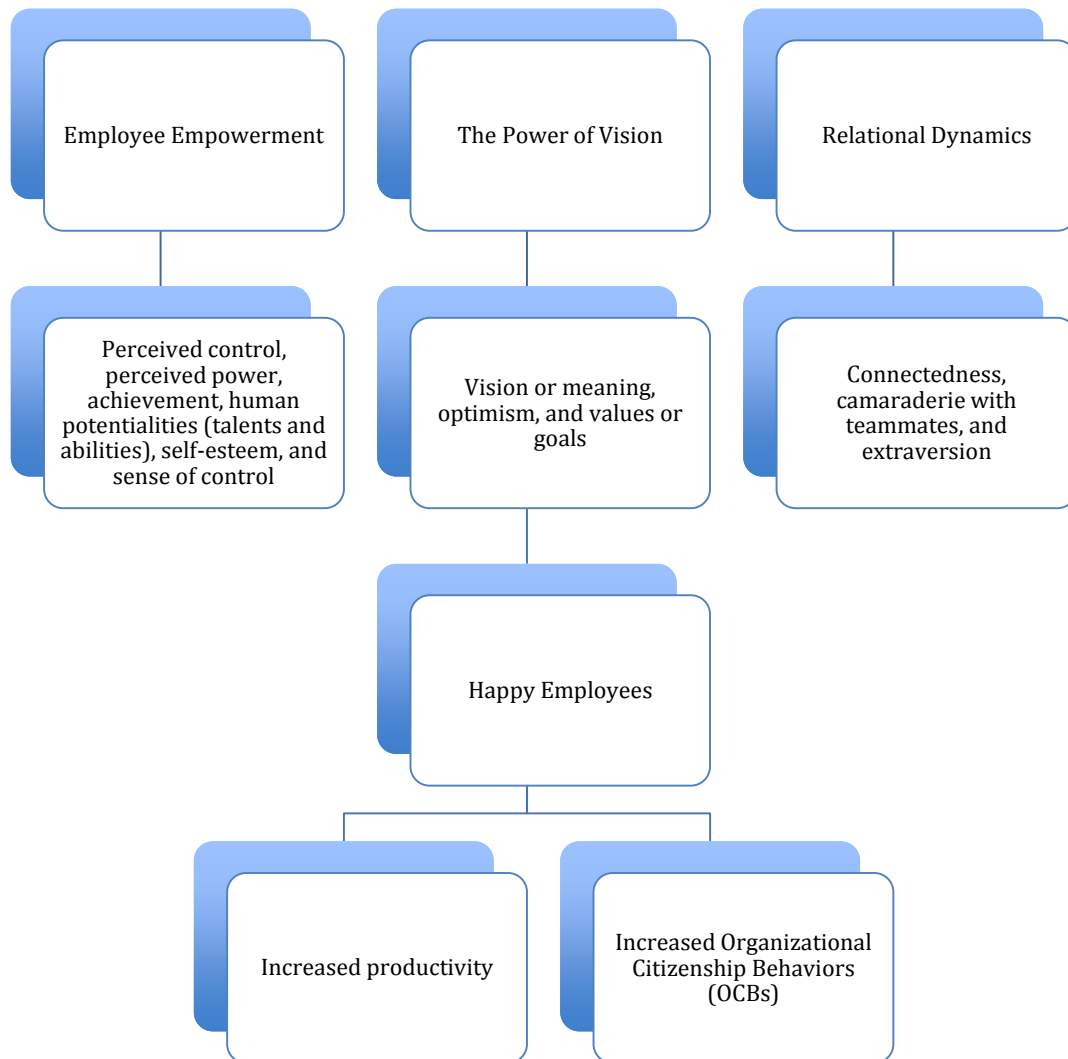 Employee Empowerment
The Power of Vision
Relational Dynamics
Perceived control,
perceived power,
achievement, human
potentialities (talents and
abilities), self-esteem, and
sense of control
Vision or meaning,
optimism, and values or
goals
Connectedness,
camaraderie with
teammates, and
extraversion
Happy Employees
Increased productivity
Increased Organizational
Citizenship Behaviors
(OCBs)